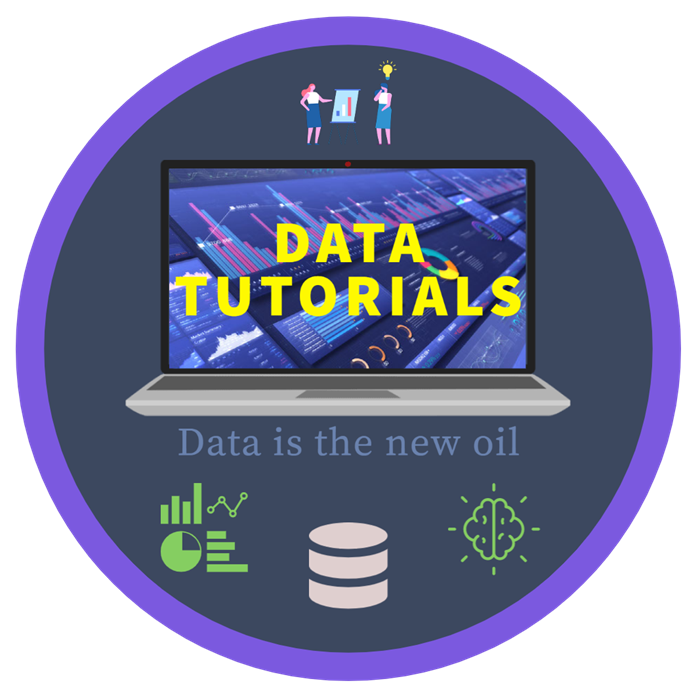 DATA
TUTORIALS
Data is the new oil